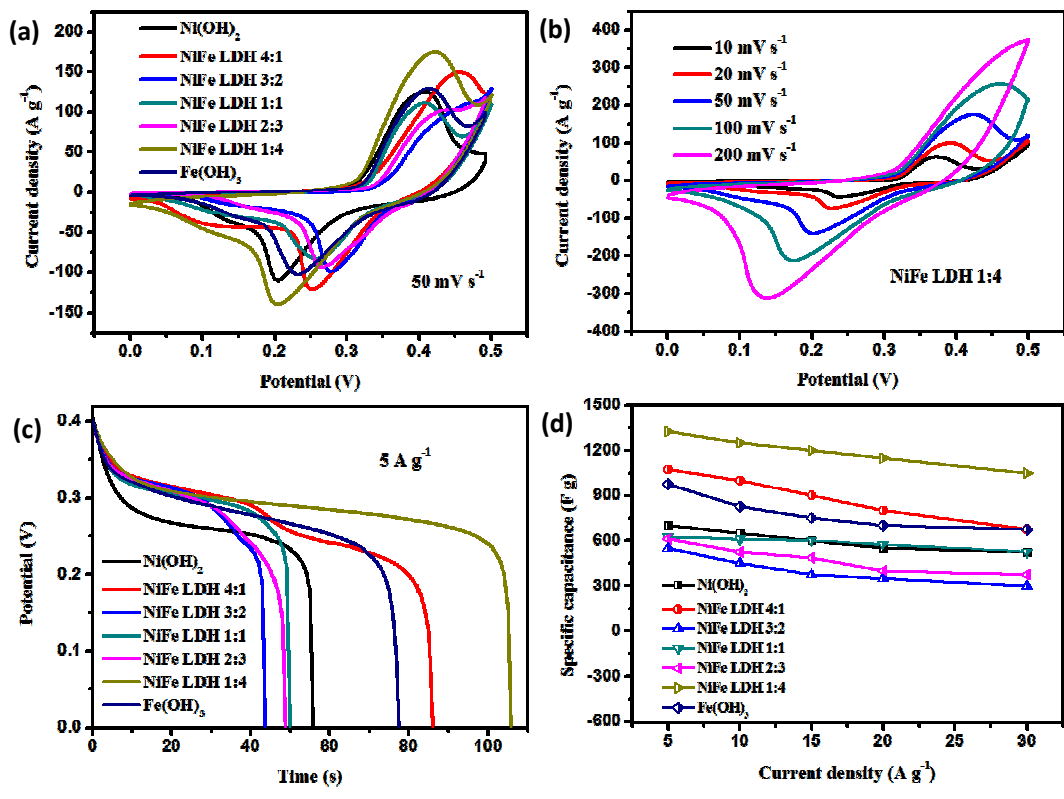 (a)
Ni(OH)2
NiFe LDH 4:1
NiFe LDH 3:2
NiFe LDH 1:1
NiFe LDH 2:3
NiFe LDH 1:4
Fe(OH)3
50 mV s-1
200
175
150
125
100
75
50
25
0
-25
-50
-75
-100
-125
-150
-175
Current density (A g-1)
0.0 0.1 0.2 0.3 0.4 0.5
Potential (V)
(b)
10 mV s-1
20 mV s-1
50 mV s-1
100 mV s-1
200 mV s-1
NiFe LDH 1:4
400
300
200
100
0
-100
-200
-300
-400
Current density (A g-1)
0.0 0.1 0.2 0.3 0.4 0.5
Potential (V)
(c)
5 A g-1
Ni(OH)2
NiFe LDH 4:1
NiFe LDH 3:2
NiFe LDH 1:1
NiFe LDH 2:3
NiFe LDH 1:4
Fe(OH)3
0.4
0.3
0.2
0.1
0.0
Potential (V)
0 20 40 60 80 100
Time (s)
(d)
Ni(OH)2
NiFe LDH 4:1
NiFe LDH 3:2
NiFe LDH 1:1
NiFe LDH 2:3
NiFe LDH 1:4
Fe(OH)3
1500
1200
900
600
300
0
-300
-600
Specific capacitance (F g)
5 10 15 20 25 30
Current density (A g-1)